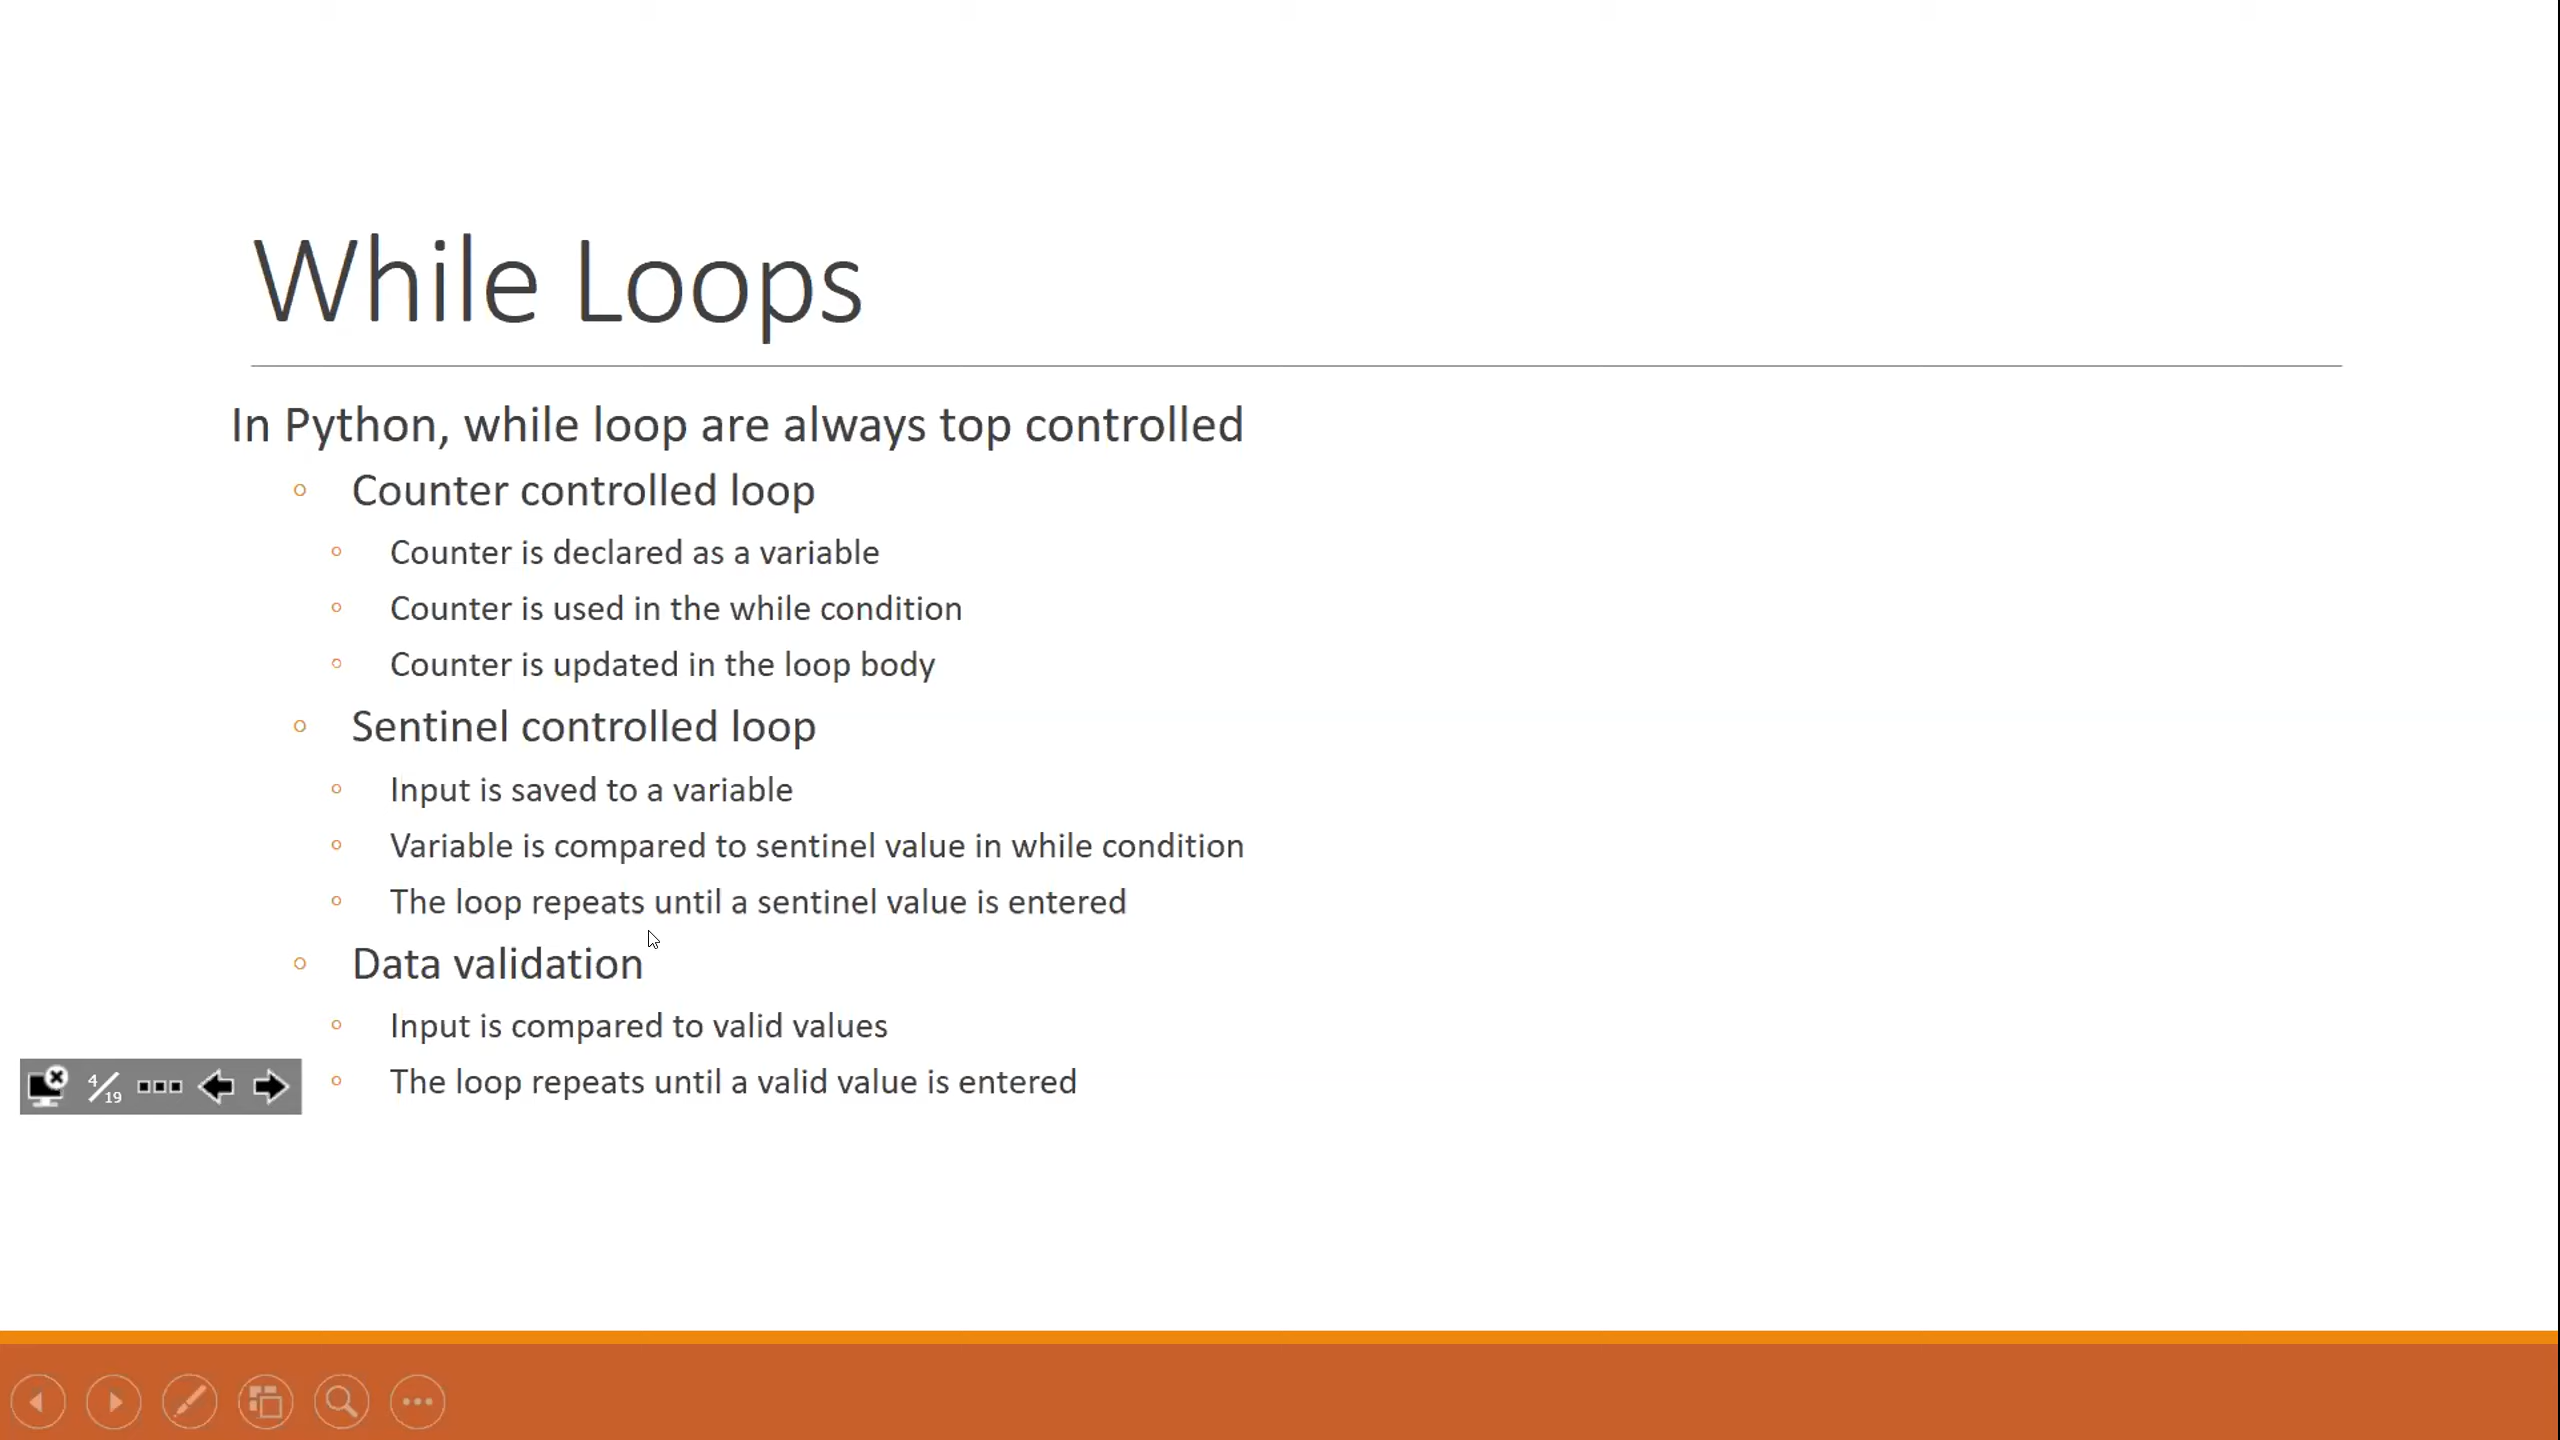 While Loops
In Python, while loop are always top controlled
Counter controlled loop
Counter is declared as a variable
Counter is used in the while condition
Counter is updated in the loop body
Sentinel controlled loop
Input is saved to a variable
Variable is compared to sentinel value in while condition
The loop repeats until a sentinel value is entered
Data validation
Input is compared to valid values
The loop repeats until a valid value is entered
4/19